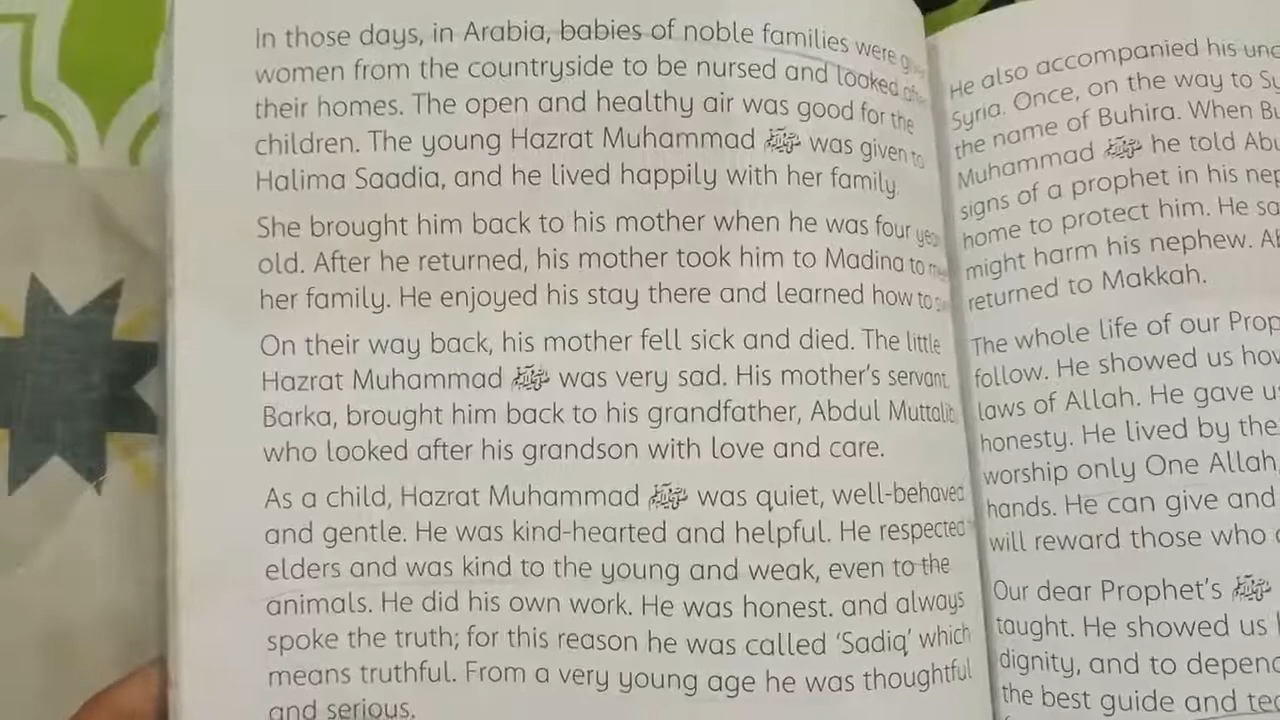 In those days, in Arabia, babies of noble families were
women from the countryside to be nursed and looked
their homes. The open and healthy air was good for the
children. The young Hazrat Muhammad ﷺ was given to
Halima Saadia, and he lived happily with her family.
She brought him back to his mother when he was four
old. After he returned, his mother took him to Madina to
her family. He enjoyed his stay there and learned how to
On their way back, his mother fell sick and died. The little
Hazrat Muhammad ﷺ was very sad. His mother's servant,
Barka, brought him back to his grandfather, Abdul Muttalib
who looked after his grandson with love and care.
As a child, Hazrat Muhammad ﷺ was quiet, well-behaved
and gentle. He was kind-hearted and helpful. He respected
elders and was kind to the young and weak, even to the
animals. He did his own work. He was honest. and always
spoke the truth; for this reason he was called 'Sadiq' which
means truthful. From a very young age he was thoughtful
and serious.
He also accompanied his
Syria. Once, on the way to
the name of Buhira. When
Muhammad ﷺ he told
signs of a prophet in his
home to protect him. He
might harm his nephew.
returned to Makkah.
The whole life of our
follow. He showed us
laws of Allah. He gave
honesty. He lived by the
worship only One Allah
hands. He can give and
will reward those who
Our dear Prophet's ﷺ
taught. He showed us
dignity, and to
the best guide and